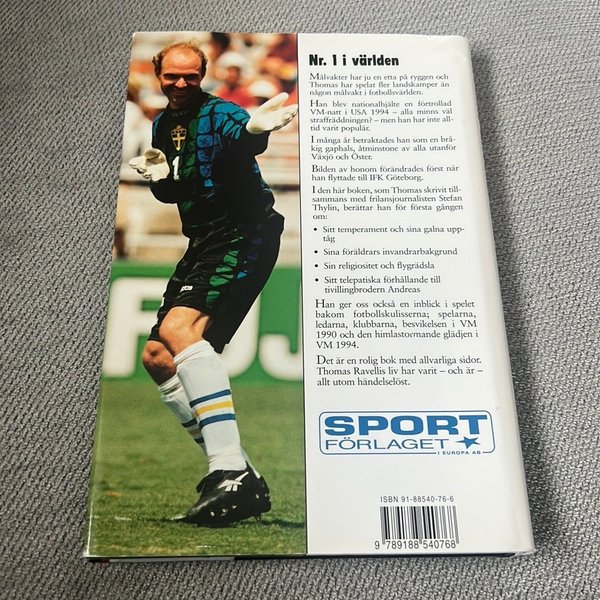 Nr. 1 i världen
Målvakter har ju en etta på ryggen och
Thomas har spelat fler landskamper än
någon målvakt i fotbollsvärlden.
Han blev nationalhjälte en förtrollad
VM-natt i USA 1994 – alla minns väl
straffräddningen? – men han har inte all-
tid varit populär.
I många år betraktades han som en brå-
kig gaphals, åtminstone av alla utanför
Växjö och Öster.
Bilden av honom förändrades först när
han flyttade till IFK Göteborg.
I den här boken, som Thomas skrivit till-
sammans med frilansjournalisten Stefan
Thylin, berättar han för första gången
om:
• Sitt temperament och sina galna upp-
tåg
• Sina föräldrars invandrarbakgrund
• Sin religiositet och flygrädsla
• Sitt telepatiska förhållande till
tvillingbrodern Andreas
Han ger oss också en inblick i spelet
bakom fotbollskulisserna; spelarna,
ledarna, klubbarna, besvikelsen i VM
1990 och den himlastormande glädjen i
VM 1994.
Det är en rolig bok med allvarliga sidor.
Thomas Ravellis liv har varit – och är –
allt utom händelselöst.
SPORT
FÖRLAGET
I EUROPA AB
ISBN 91-88540-76-6
9 789188 540768
1
FUJ